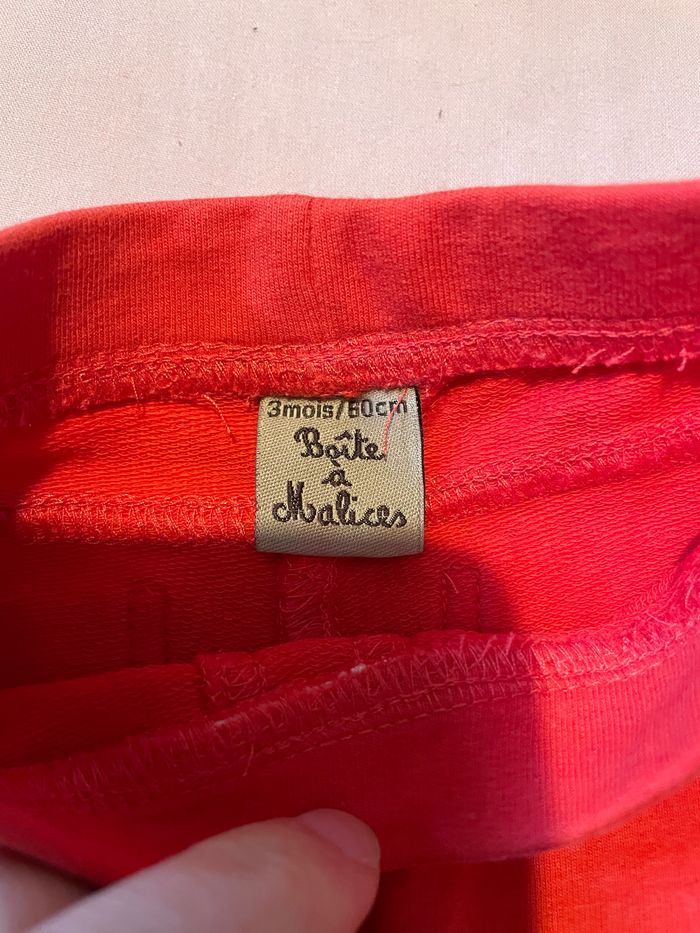 3mois/60cm
Boîte
à
Malices